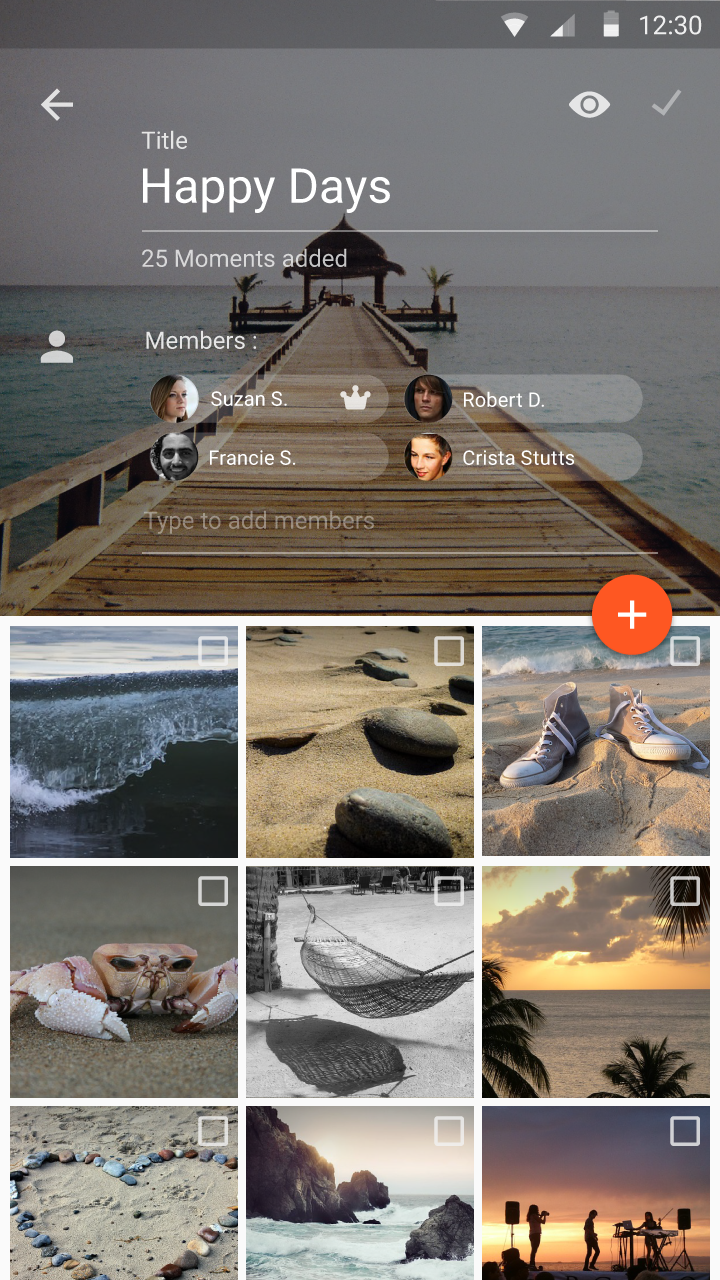 12:30
Title
Happy Days
25 Moments added
Members :
Suzan S.
Robert D.
Francie S.
Crista Stutts
Type to add members